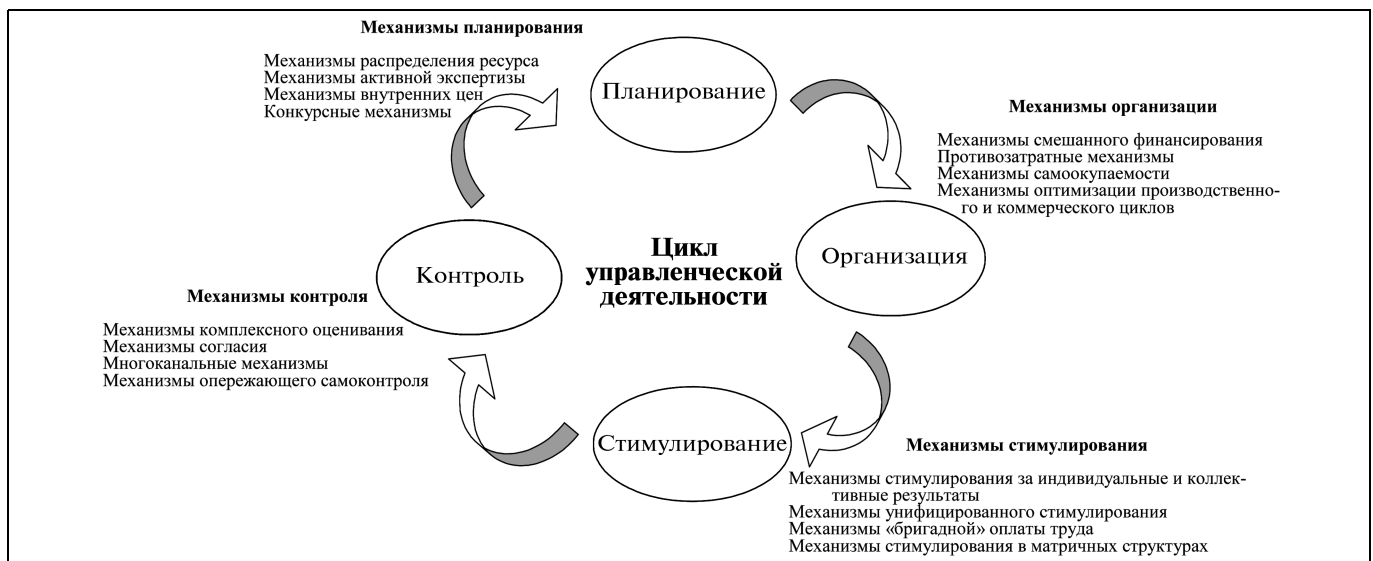 Механизмы планирования
Механизмы распределения ресурса
Механизмы активной экспертизы
Механизмы внутренних цен
Конкурсные механизмы
Планирование
Механизмы организации
Механизмы смешанного финансирования
Противозатратные механизмы
Механизмы самоокупаемости
Механизмы оптимизации производственно-
го и коммерческого циклов
Организация
Цикл
управленческой
деятельности
Контроль
Механизмы контроля
Механизмы комплексного оценивания
Механизмы согласия
Многоканальные механизмы
Механизмы опережающего самоконтроля
Стимулирование
Механизмы стимулирования
Механизмы стимулирования за индивидуальные и коллек-
тивные результаты
Механизмы унифицированного стимулирования
Механизмы «бригадной» оплаты труда
Механизмы стимулирования в матричных структурах